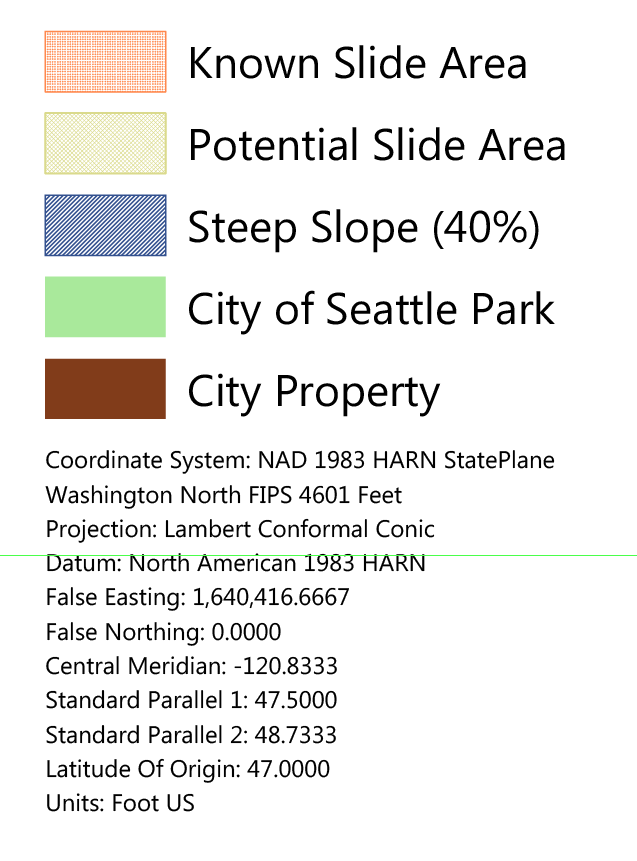 Known Slide Area
Potential Slide Area
Steep Slope (40%)
City of Seattle Park
City Property
Coordinate System: NAD 1983 HARN StatePlane
Washington North FIPS 4601 Feet
Projection: Lambert Conformal Conic
Datum: North American 1983 HARN
False Easting: 1,640,416.6667
False Northing: 0.0000
Central Meridian: -120.8333
Standard Parallel 1: 47.5000
Standard Parallel 2: 48.7333
Latitude Of Origin: 47.0000
Units: Foot US